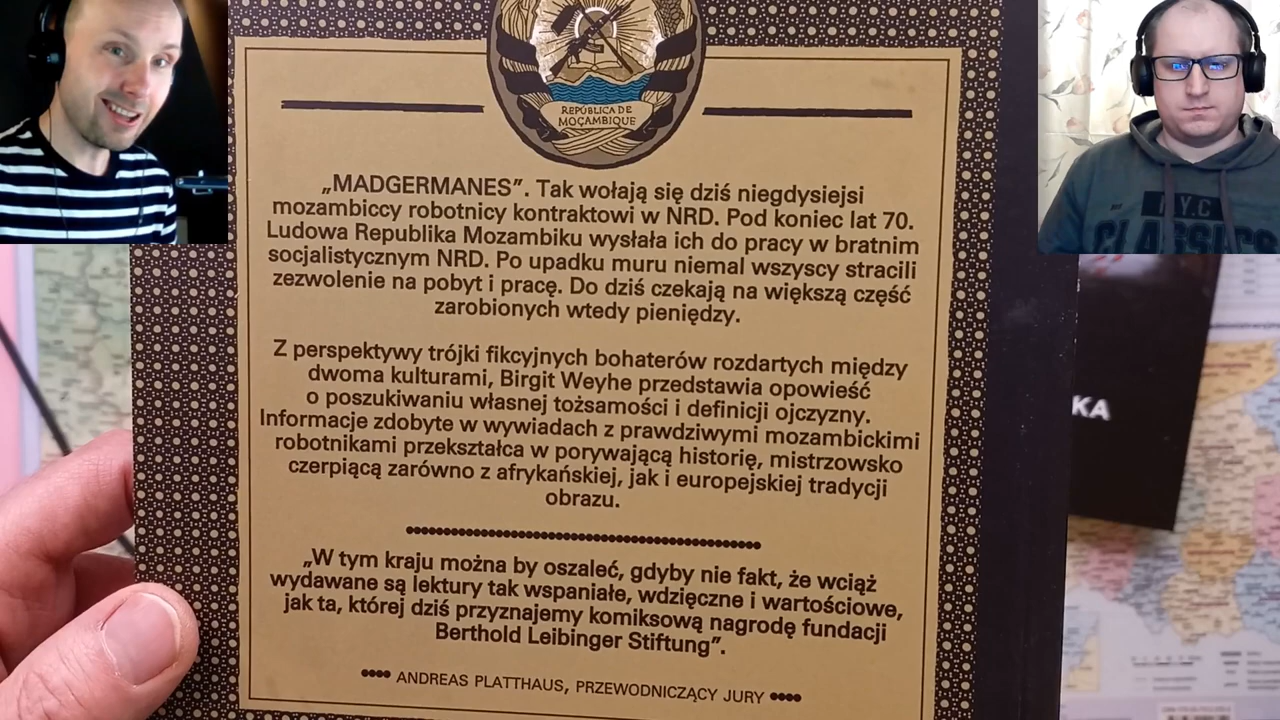 REPÚBLICA DE
MOÇAMBIQUE
„MADGERMANES”. Tak wołają się dziś niegdysiejsi
mozambiccy robotnicy kontraktowi w NRD. Pod koniec lat 70.
Ludowa Republika Mozambiku wysłała ich do pracy w bratnim
socjalistycznym NRD. Po upadku muru niemal wszyscy stracili
zezwolenie na pobyt i pracę. Do dziś czekają na większą część
zarobionych wtedy pieniędzy.
Z perspektywy trójki fikcyjnych bohaterów rozdartych między
dwoma kulturami, Birgit Weyhe przedstawia opowieść
o poszukiwaniu własnej tożsamości i definicji ojczyzny.
Informacje zdobyte w wywiadach z prawdziwymi mozambickimi
robotnikami przekształca w porywającą historię, mistrzowsko
czerpiącą zarówno z afrykańskiej, jak i europejskiej tradycji
obrazu.
„W tym kraju można by oszaleć, gdyby nie fakt, że wciąż
wydawane są lektury tak wspaniałe, wdzięczne i wartościowe,
jak ta, której dziś przyznajemy komiksową nagrodę fundacji
Berthold Leibinger Stiftung”.
ANDREAS PLATTHAUS, PRZEWODNICZĄCY JURY
KA
N.Y.C
CLASSICS